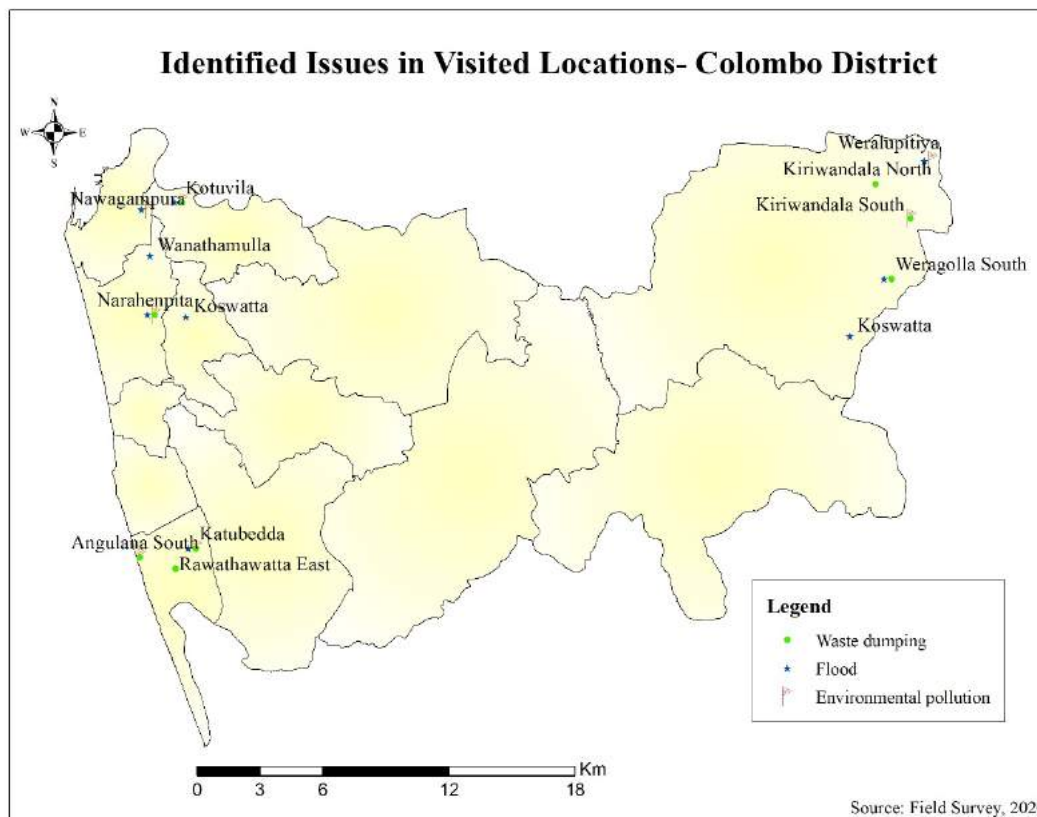 Identified Issues in Visited Locations- Colombo District
N
W E
S
Weralupitiya
Kiriwandala North
Kotuvila
Nawagampura
Kiriwandala South
Wanathamulla
Weragolla South
Narahenpita
Koswatta
Koswatta
Katubedda
Angulana South
Rawathawatta East
Legend
Waste dumping
Flood
Environmental pollution
Km
0 3 6 12 18
Source: Field Survey, 202